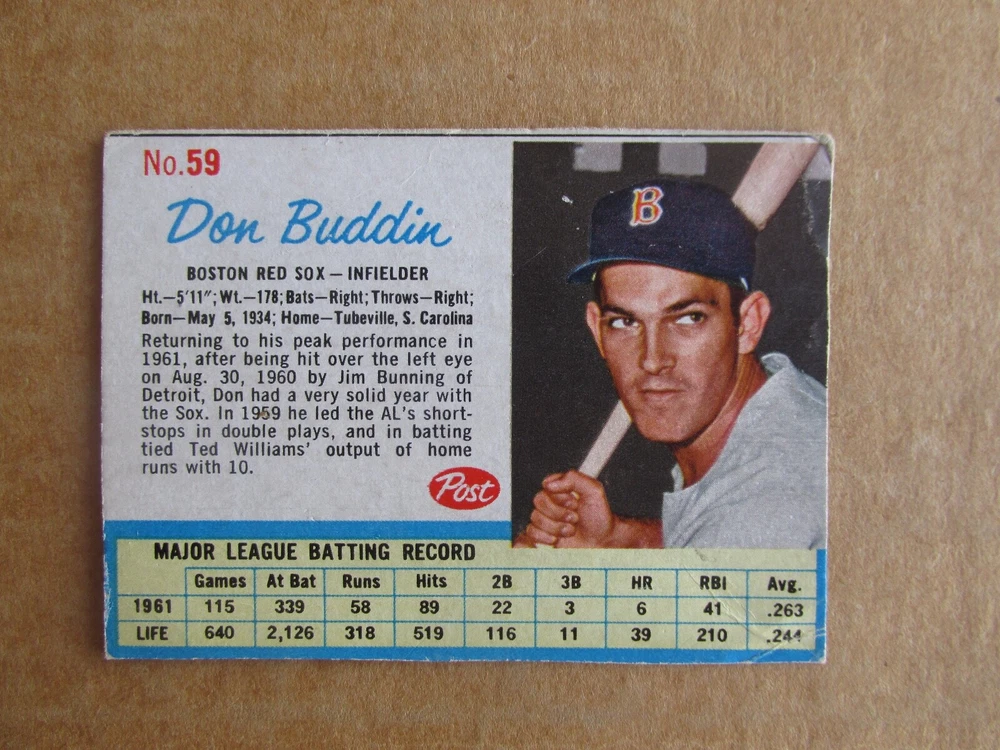 No.59
Don Buddin
BOSTON RED SOX — INFIELDER
Ht.—5'11"; Wt.—178; Bats—Right; Throws—Right;
Born—May 5, 1934; Home—Tubeville, S. Carolina
Returning to his peak performance in
1961, after being hit over the left eye
on Aug. 30, 1960 by Jim Bunning of
Detroit, Don had a very solid year with
the Sox. In 1959 he led the AL's short-
stops in double plays, and in batting
tied Ted Williams' output of home
runs with 10.
Post
B
MAJOR LEAGUE BATTING RECORD
Games At Bat Runs Hits 2B 3B HR RBI Avg.
1961 115 339 58 89 22 3 6 41 .263
LIFE 640 2,126 318 519 116 11 39 210 .244